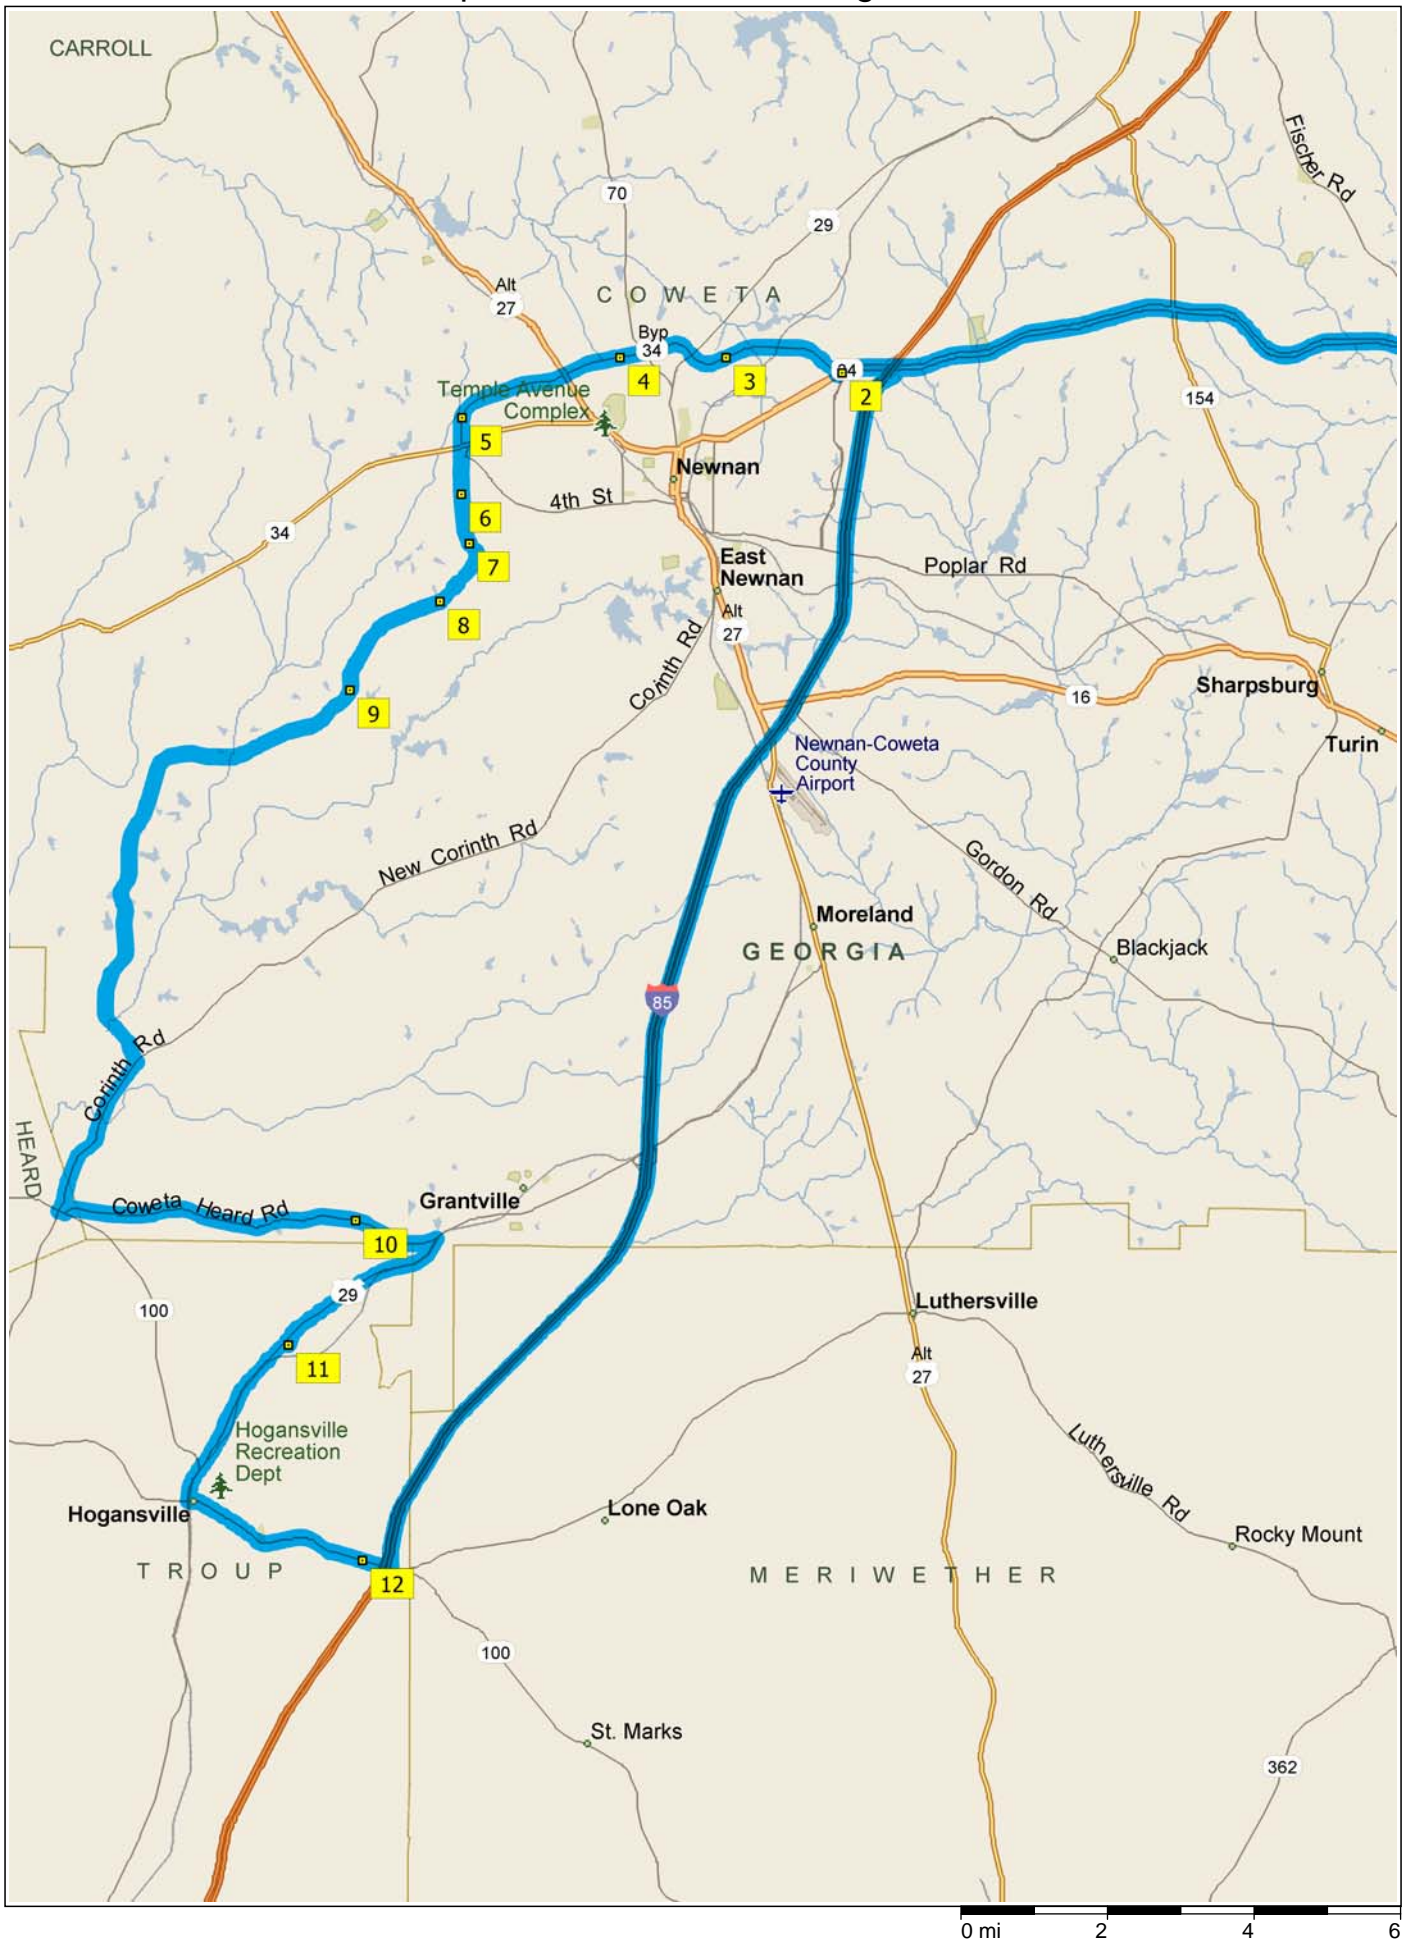 CARROLL
Fischer Rd
70
29
Alt
27
COWETA
Byp
34
4
3
2
154
Temple Avenue
Complex
5
Newnan
4th St
6
34
7
East
Newnan
Poplar Rd
8
Alt
27
Corinth Rd
16
Sharpsburg
9
Turin
Newnan-Coweta
County
Airport
New Corinth Rd
Gordon Rd
Moreland
GEORGIA
Blackjack
85
Corinth Rd
HEARD
Coweta Heard Rd
Grantville
10
29
100
Luthersville
11
Alt
27
Hogansville
Recreation
Dept
Luthersville Rd
Hogansville
Lone Oak
Rocky Mount
TROUP
12
MERIWETHER
100
St. Marks
362
0 mi 2 4 6